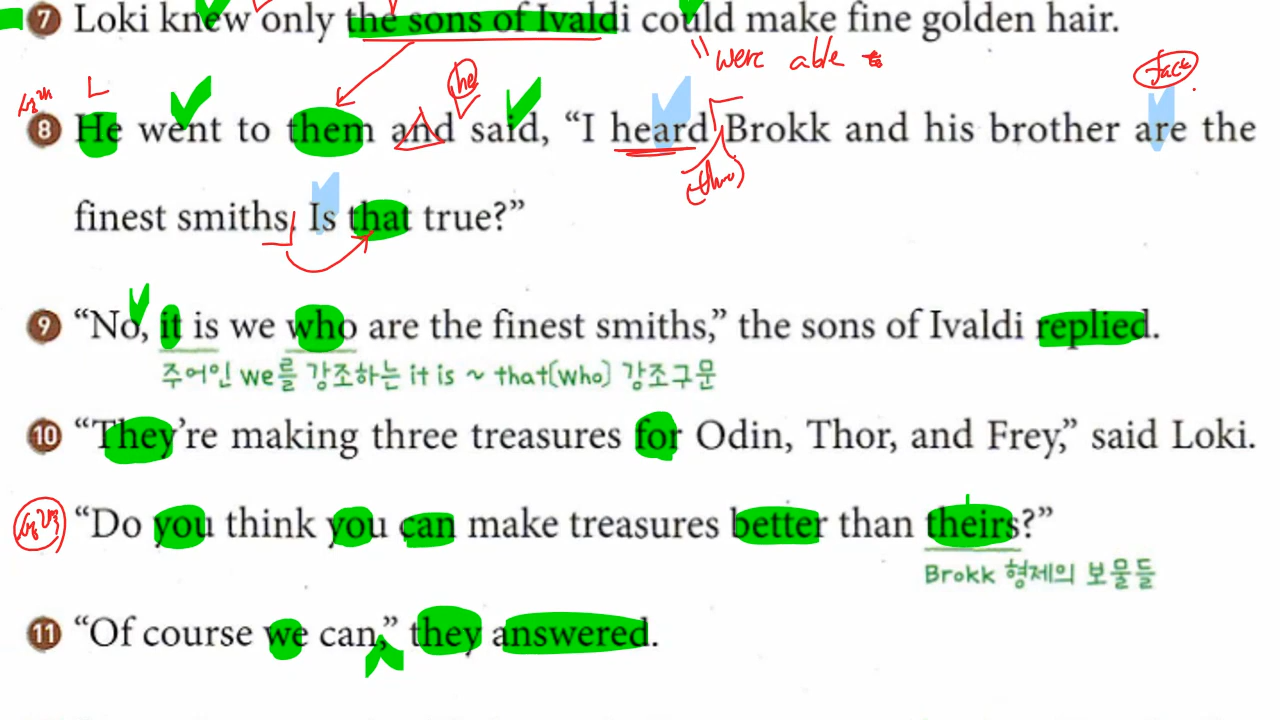 7 Loki knew only the sons of Ivaldi could make fine golden hair.
"were able to
he
fact
L
8 He went to them and said, “I heard Brokk and his brother are the
(that)
finest smiths. Is that true?”
9 “No, it is we who are the finest smiths,” the sons of Ivaldi replied.
주어인 we를 강조하는 it is ~ that(who) 강조구문
10 “They’re making three treasures for Odin, Thor, and Frey,” said Loki.
“Do you think you can make treasures better than theirs?”
Brokk 형제의 보물들
11 “Of course we can,” they answered.